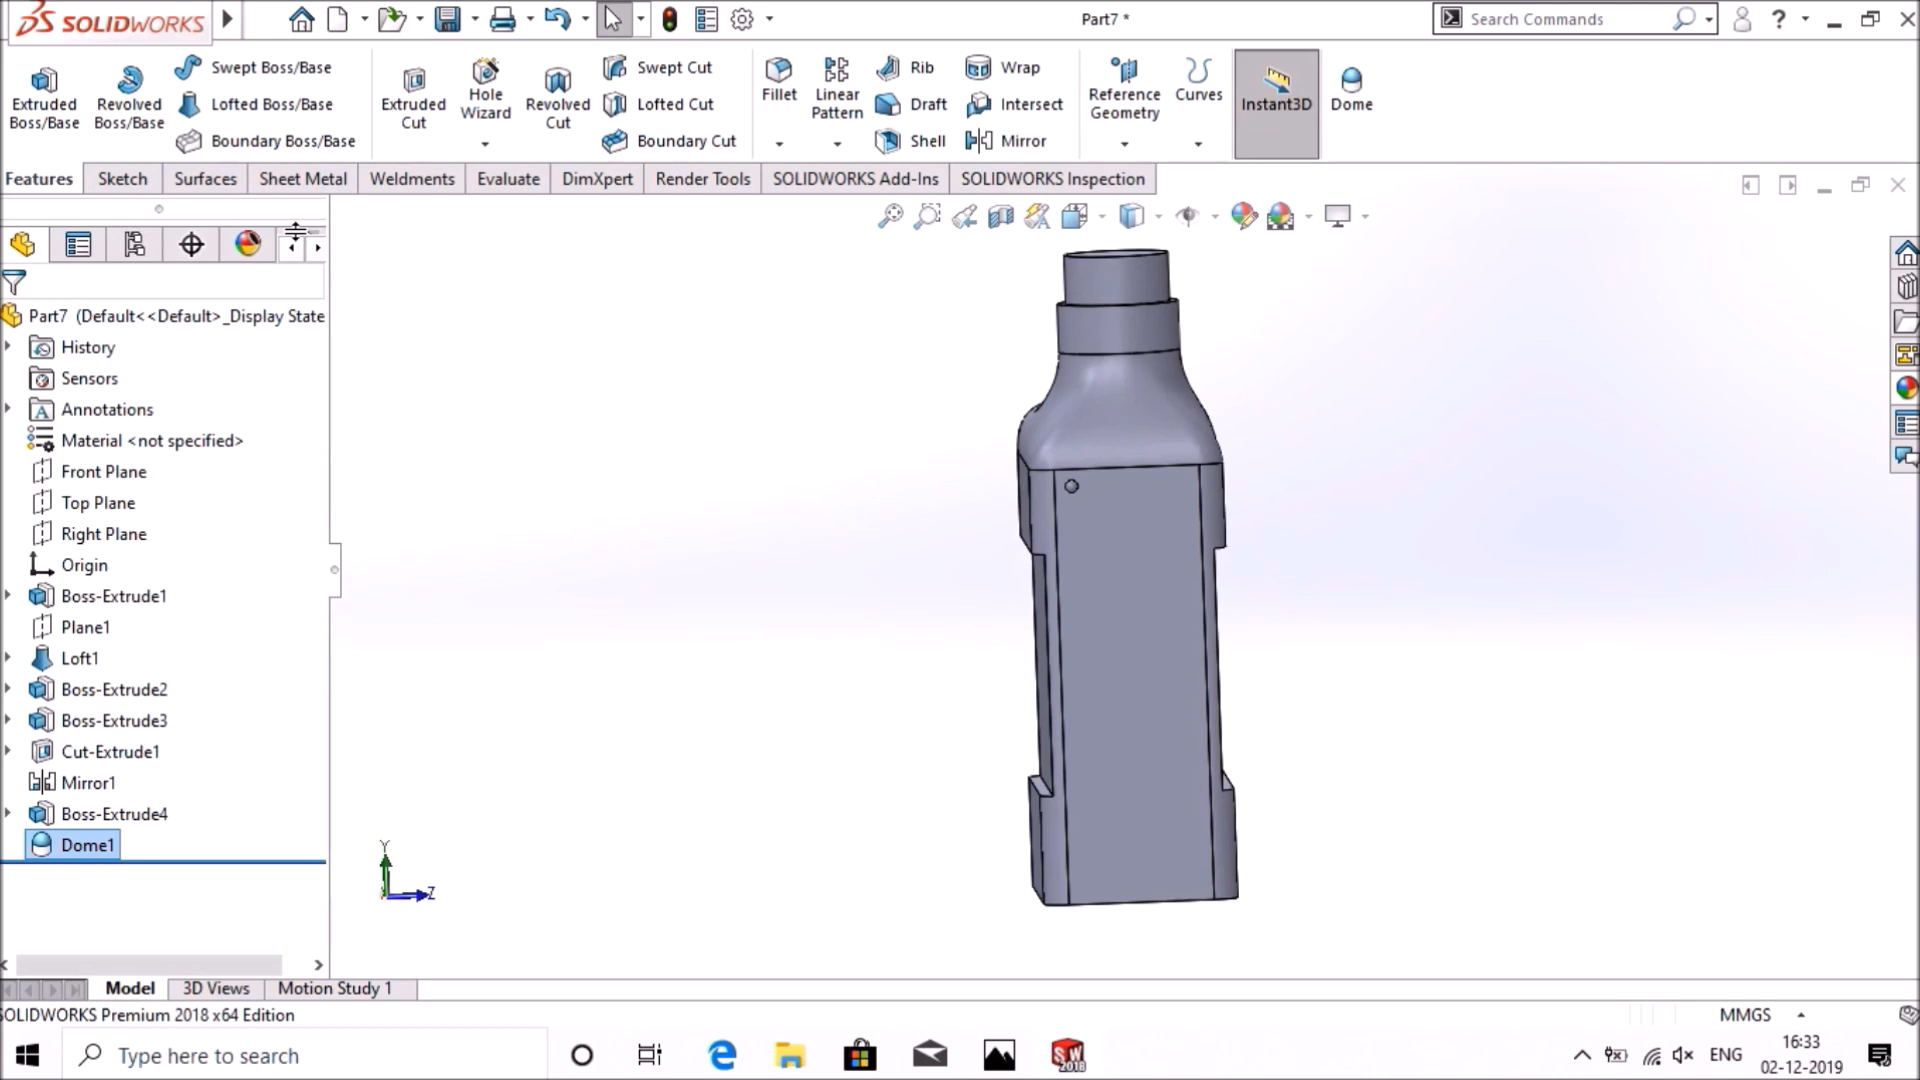 SOLIDWORKS
Part7 *
Search Commands
?
Extruded Boss/Base
Revolved Boss/Base
Swept Boss/Base
Lofted Boss/Base
Boundary Boss/Base
Extruded Cut
Hole Wizard
Revolved Cut
Swept Cut
Lofted Cut
Boundary Cut
Fillet
Linear Pattern
Rib
Draft
Shell
Wrap
Intersect
Mirror
Reference Geometry
Curves
Instant3D
Dome
Features
Sketch
Surfaces
Sheet Metal
Weldments
Evaluate
DimXpert
Render Tools
SOLIDWORKS Add-Ins
SOLIDWORKS Inspection
Part7 (Default<<Default>_Display State
History
Sensors
Annotations
Material <not specified>
Front Plane
Top Plane
Right Plane
Origin
Boss-Extrude1
Plane1
Loft1
Boss-Extrude2
Boss-Extrude3
Cut-Extrude1
Mirror1
Boss-Extrude4
Dome1
Y
Z
Model
3D Views
Motion Study 1
SOLIDWORKS Premium 2018 x64 Edition
MMGS
Type here to search
SW 2018
ENG
16:33
02-12-2019